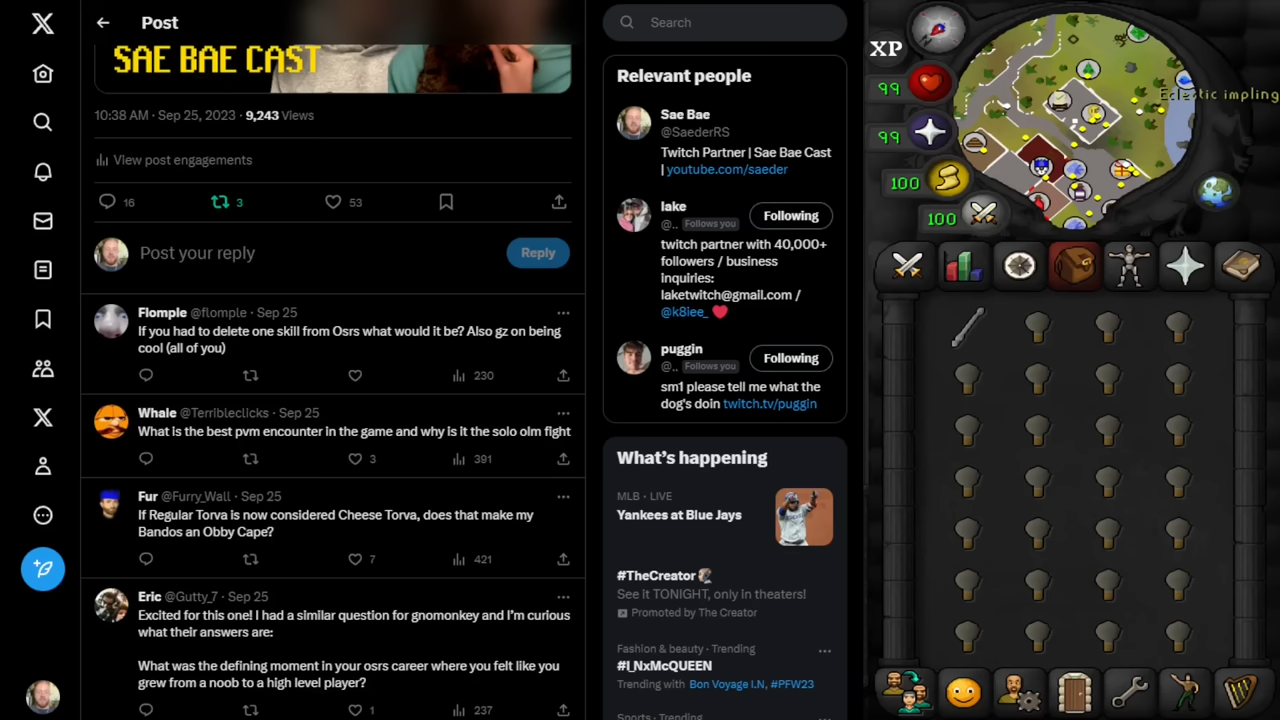 Post
SAE BAE CAST
10:38 AM · Sep 25, 2023 · 9,243 Views
View post engagements
16
3
53
Post your reply
Reply
Flomple @flomple · Sep 25
If you had to delete one skill from Osrs what would it be? Also gz on being
cool (all of you)
230
Whale @Terribleclicks · Sep 25
What is the best pvm encounter in the game and why is it the solo olm fight
3
391
Fur @Furry_Wall · Sep 25
If Regular Torva is now considered Cheese Torva, does that make my
Bandos an Obby Cape?
7
421
Eric @Gutty_7 · Sep 25
Excited for this one! I had a similar question for gnomonkey and I'm curious
what their answers are:
What was the defining moment in your osrs career where you felt like you
grew from a noob to a high level player?
1
237
Search
Relevant people
Sae Bae
@SaederRS
Twitch Partner | Sae Bae Cast
| youtube.com/saeder
lake
@.. Follows you
Following
twitch partner with 40,000+
followers / business
inquiries:
laketwitch@gmail.com /
@k8iee_
puggin
@.. Follows you
Following
sm1 please tell me what the
dog's doin twitch.tv/puggin
What's happening
MLB · LIVE
Yankees at Blue Jays
#TheCreator
See it TONIGHT, only in theaters!
Promoted by The Creator
Fashion & beauty · Trending
#I_NxMcQUEEN
Trending with Bon Voyage I.N, #PFW23
Sports · Trending
XP
99
99
100
100
Eclectic impling